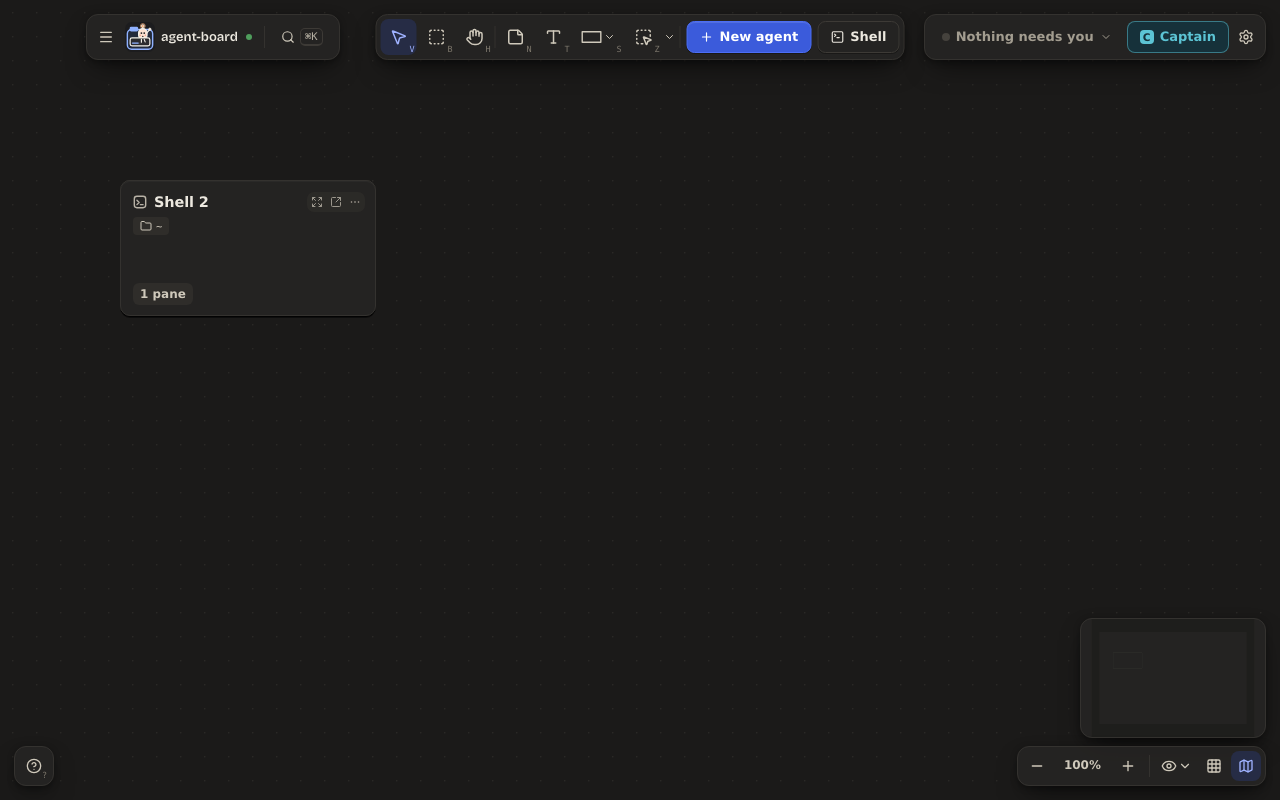 agent-board
⌘K
V
B
H
N
T
S
Z
New agent
Shell
Nothing needs you
C
Captain
Shell 2
~
1 pane
?
100%